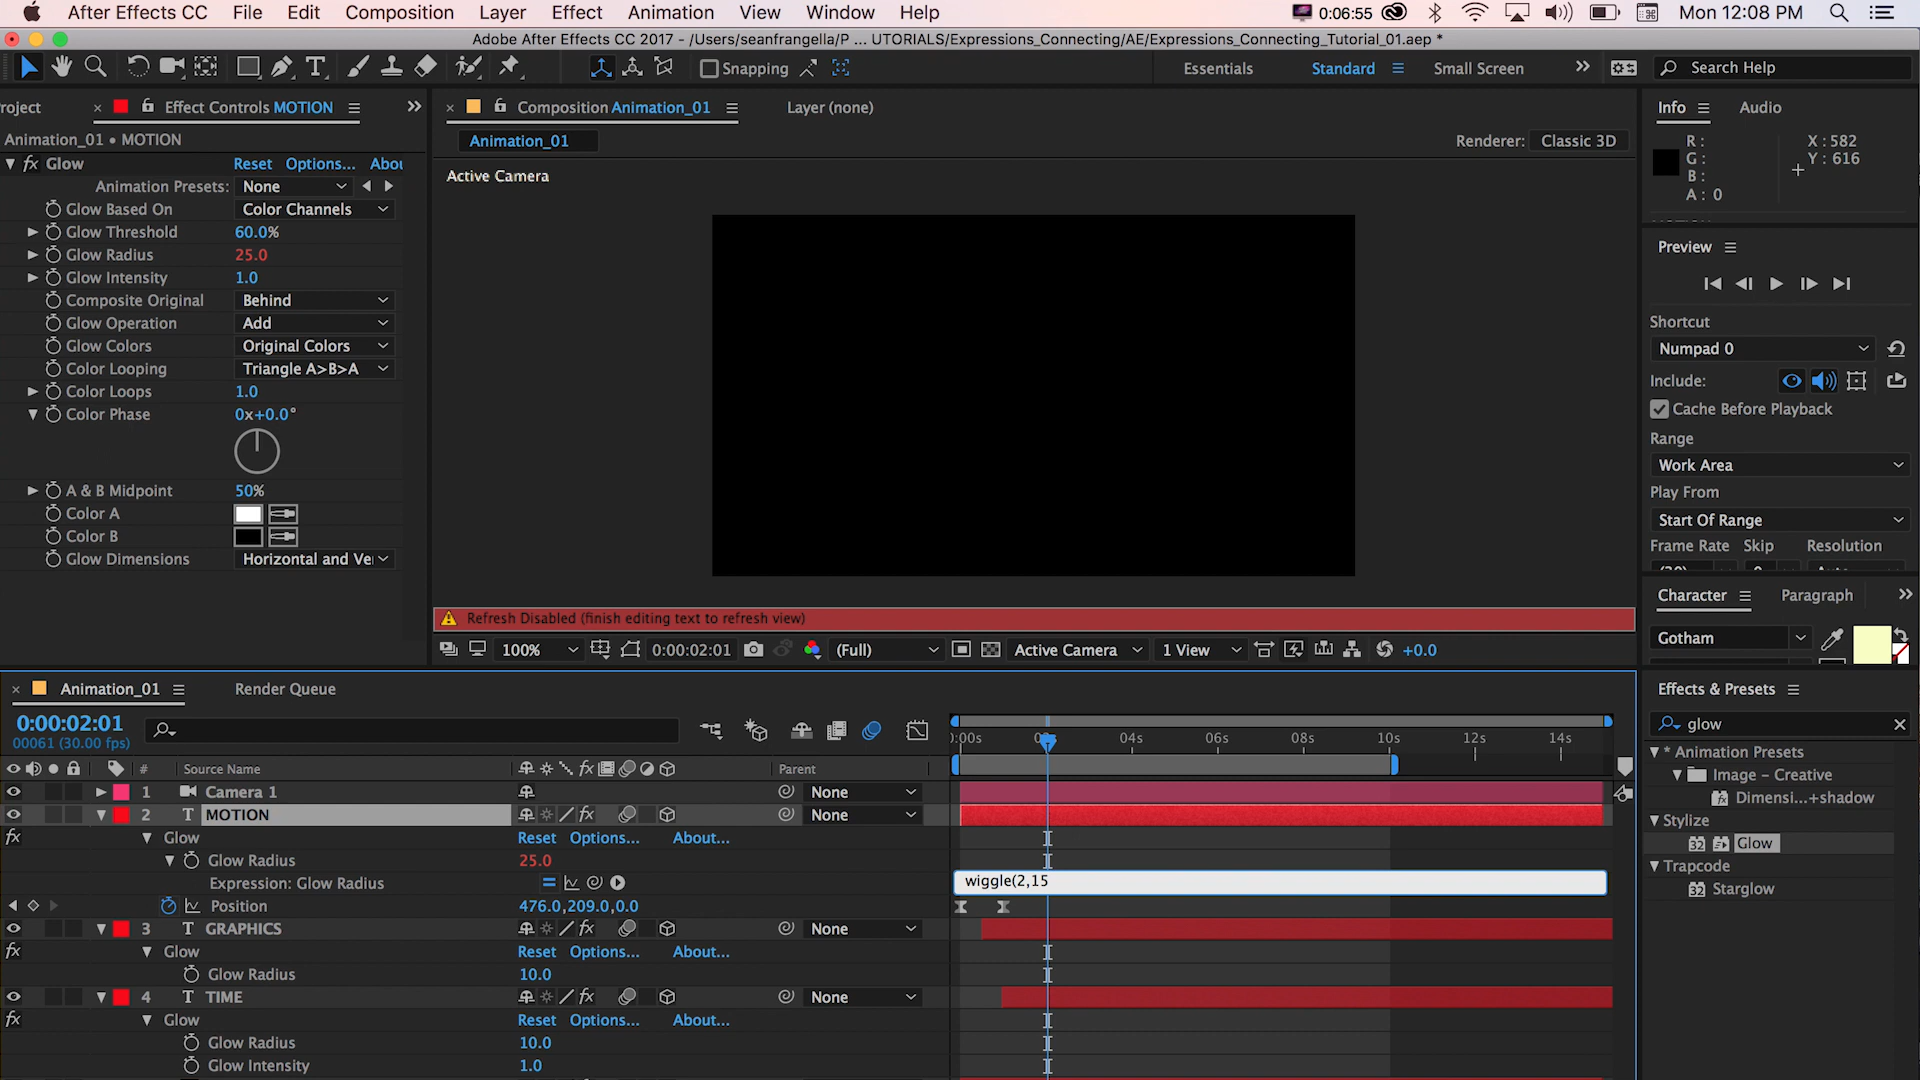 After Effects CC File Edit Composition Layer Effect Animation View Window Help 0:06:55 Mon 12:08 PM
Adobe After Effects CC 2017 - /Users/seanfrangella/P ... UTORIALS/Expressions_Connecting/AE/Expressions_Connecting_Tutorial_01.aep *
Snapping Essentials Standard Small Screen Search Help
roject Effect Controls MOTION
Composition Animation_01 Layer (none)
Info Audio
Animation_01 • MOTION
Animation_01 Renderer: Classic 3D
Active Camera
fx Glow Reset Options... Abou
Animation Presets: None
Glow Based On Color Channels
Glow Threshold 60.0%
Glow Radius 25.0
Glow Intensity 1.0
Composite Original Behind
Glow Operation Add
Glow Colors Original Colors
Color Looping Triangle A>B>A
Color Loops 1.0
Color Phase 0x+0.0°
A & B Midpoint 50%
Color A
Color B
Glow Dimensions Horizontal and Ve
R :
G :
B :
A : 0
X : 582
Y : 616
Preview
Shortcut
Numpad 0
Include:
Cache Before Playback
Range
Work Area
Play From
Start Of Range
Frame Rate Skip Resolution
Refresh Disabled (finish editing text to refresh view)
100% 0:00:02:01 (Full) Active Camera 1 View +0.0
Character Paragraph
Gotham
Animation_01 Render Queue
0:00:02:01
00061 (30.00 fps)
):00s 04s 06s 08s 10s 12s 14s
# Source Name fx Parent
1 Camera 1 None
2 T MOTION fx None
fx Glow Reset Options... About...
Glow Radius 25.0
Expression: Glow Radius wiggle(2,15
Position 476.0,209.0,0.0
3 T GRAPHICS fx None
fx Glow Reset Options... About...
Glow Radius 10.0
4 T TIME fx None
fx Glow Reset Options... About...
Glow Radius 10.0
Glow Intensity 1.0
Effects & Presets
glow
* Animation Presets
Image – Creative
Dimensi...+shadow
Stylize
32 Glow
Trapcode
32 Starglow